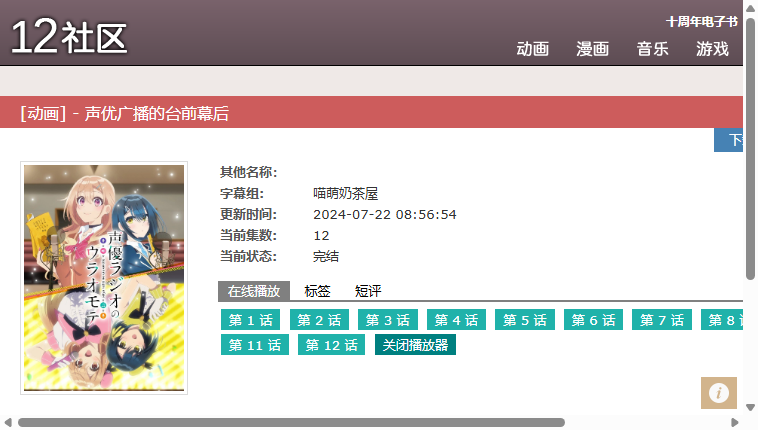 12社区
十周年电子书
动画 漫画 音乐 游戏
[动画] - 声优广播的台前幕后
声優ラジオの
ウラオモテ
其他名称：
字幕组： 喵萌奶茶屋
更新时间： 2024-07-22 08:56:54
当前集数： 12
当前状态： 完结
在线播放 标签 短评
第 1 话 第 2 话 第 3 话 第 4 话 第 5 话 第 6 话 第 7 话 第 8
第 11 话 第 12 话 关闭播放器